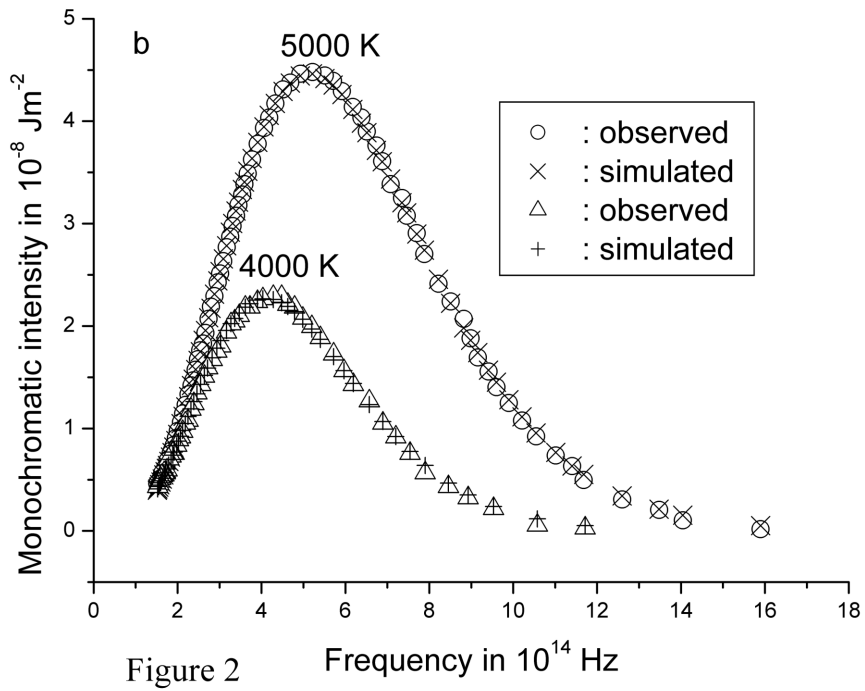 b
5000 K
4000 K
○ : observed
× : simulated
△ : observed
+ : simulated
Monochromatic intensity in 10⁻⁸ Jm⁻²
5
4
3
2
1
0
0 2 4 6 8 10 12 14 16 18
Frequency in 10¹⁴ Hz
Figure 2